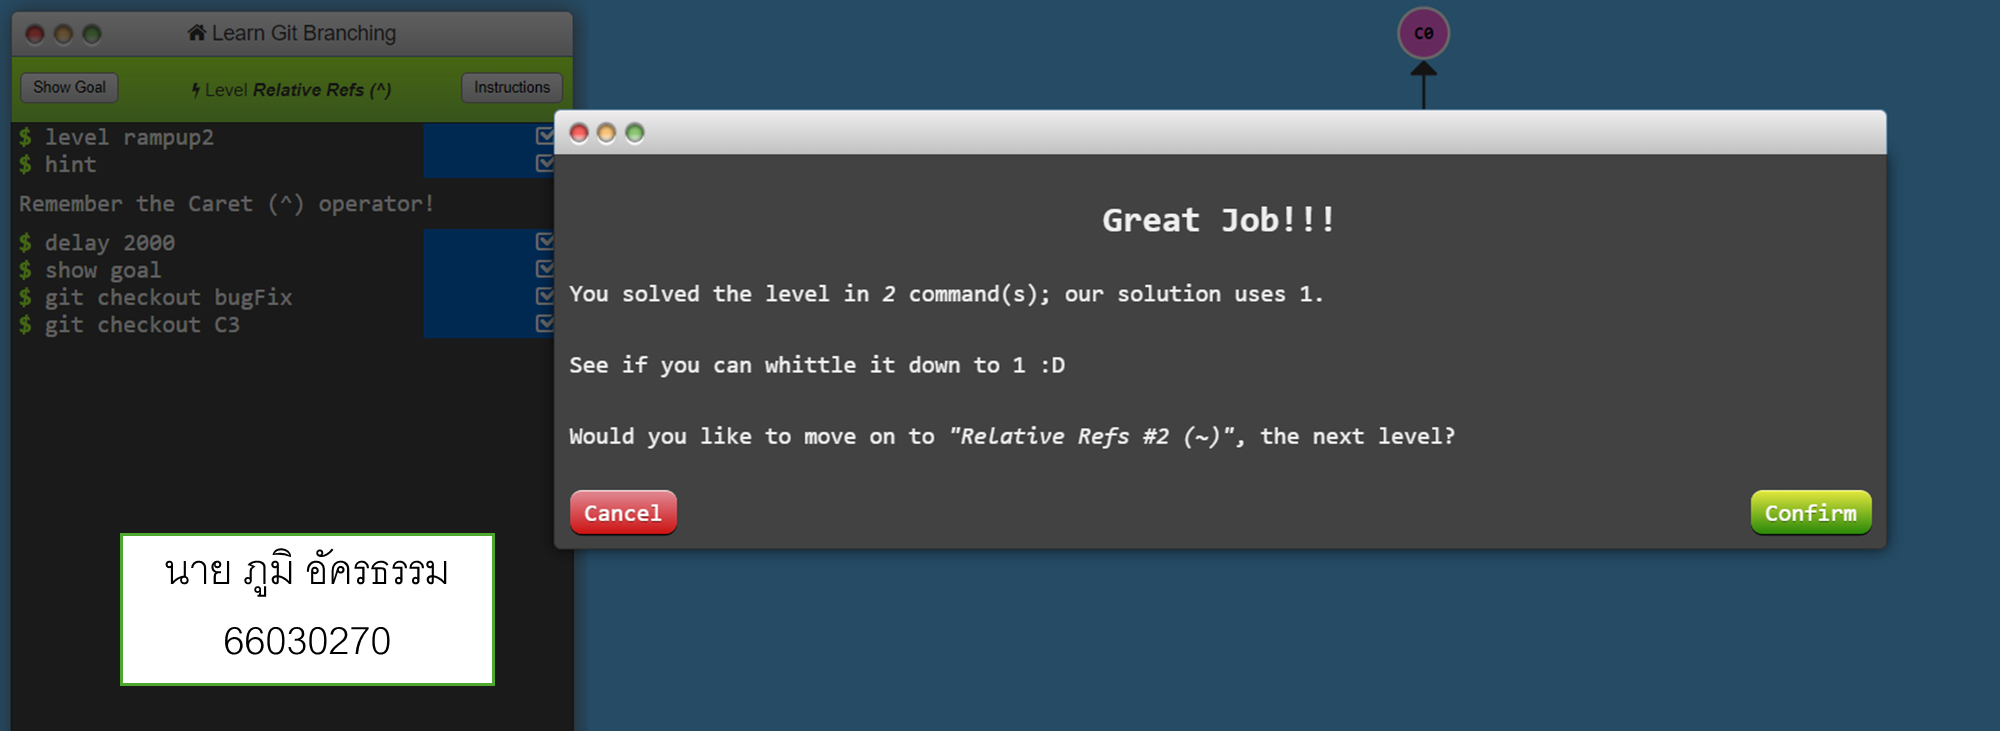 Learn Git Branching
Show Goal
Level Relative Refs (^)
Instructions
$ level rampup2
$ hint
Remember the Caret (^) operator!
$ delay 2000
$ show goal
$ git checkout bugFix
$ git checkout C3
นาย ภูมิ อัครธรรม
66030270
C0
Great Job!!!
You solved the level in 2 command(s); our solution uses 1.
See if you can whittle it down to 1 :D
Would you like to move on to "Relative Refs #2 (~)", the next level?
Cancel
Confirm